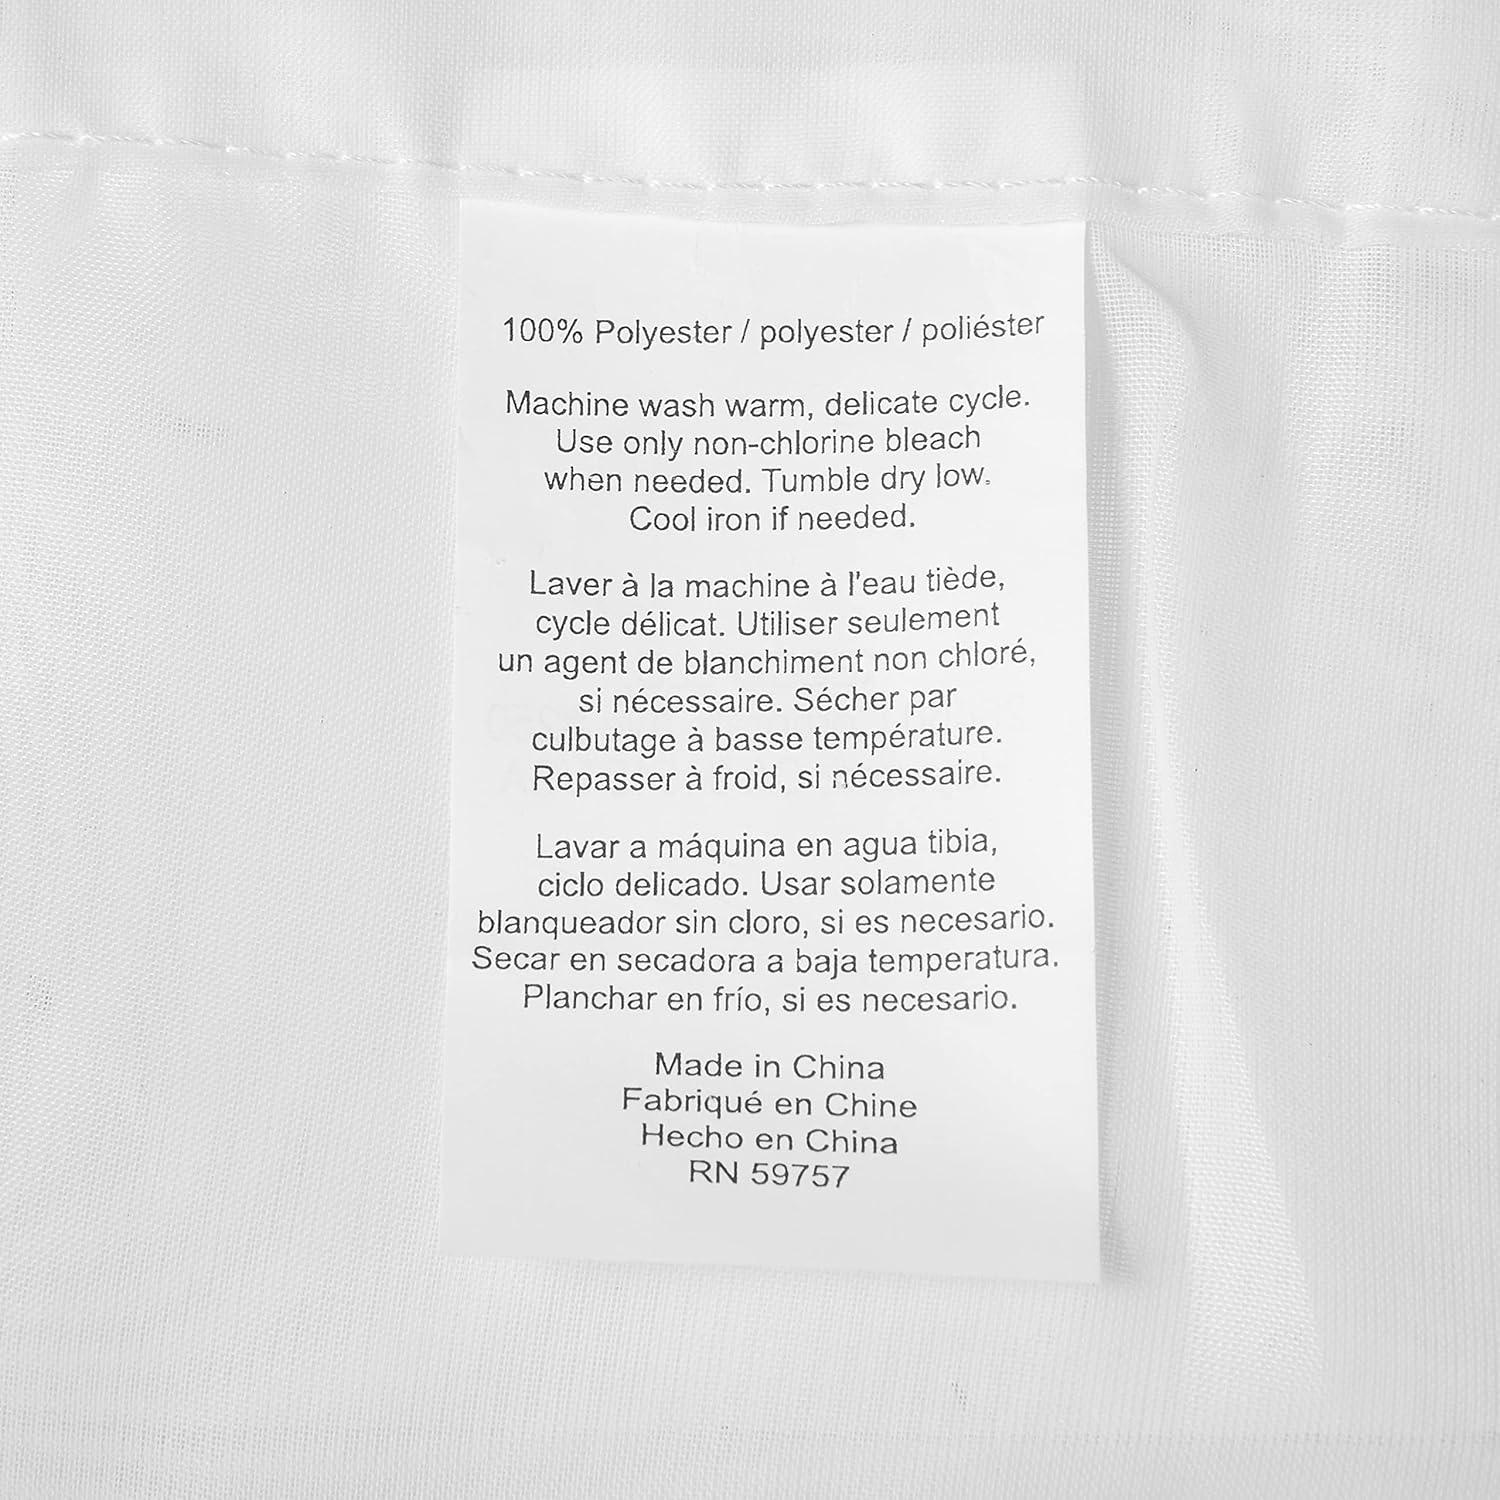 100% Polyester / polyester / poliéster
Machine wash warm, delicate cycle.
Use only non-chlorine bleach
when needed. Tumble dry low.
Cool iron if needed.
Laver à la machine à l'eau tiède,
cycle délicat. Utiliser seulement
un agent de blanchiment non chloré,
si nécessaire. Sécher par
culbutage à basse température.
Repasser à froid, si nécessaire.
Lavar a máquina en agua tibia,
ciclo delicado. Usar solamente
blanqueador sin cloro, si es necesario.
Secar en secadora a baja temperatura.
Planchar en frío, si es necesario.
Made in China
Fabriqué en Chine
Hecho en China
RN 59757